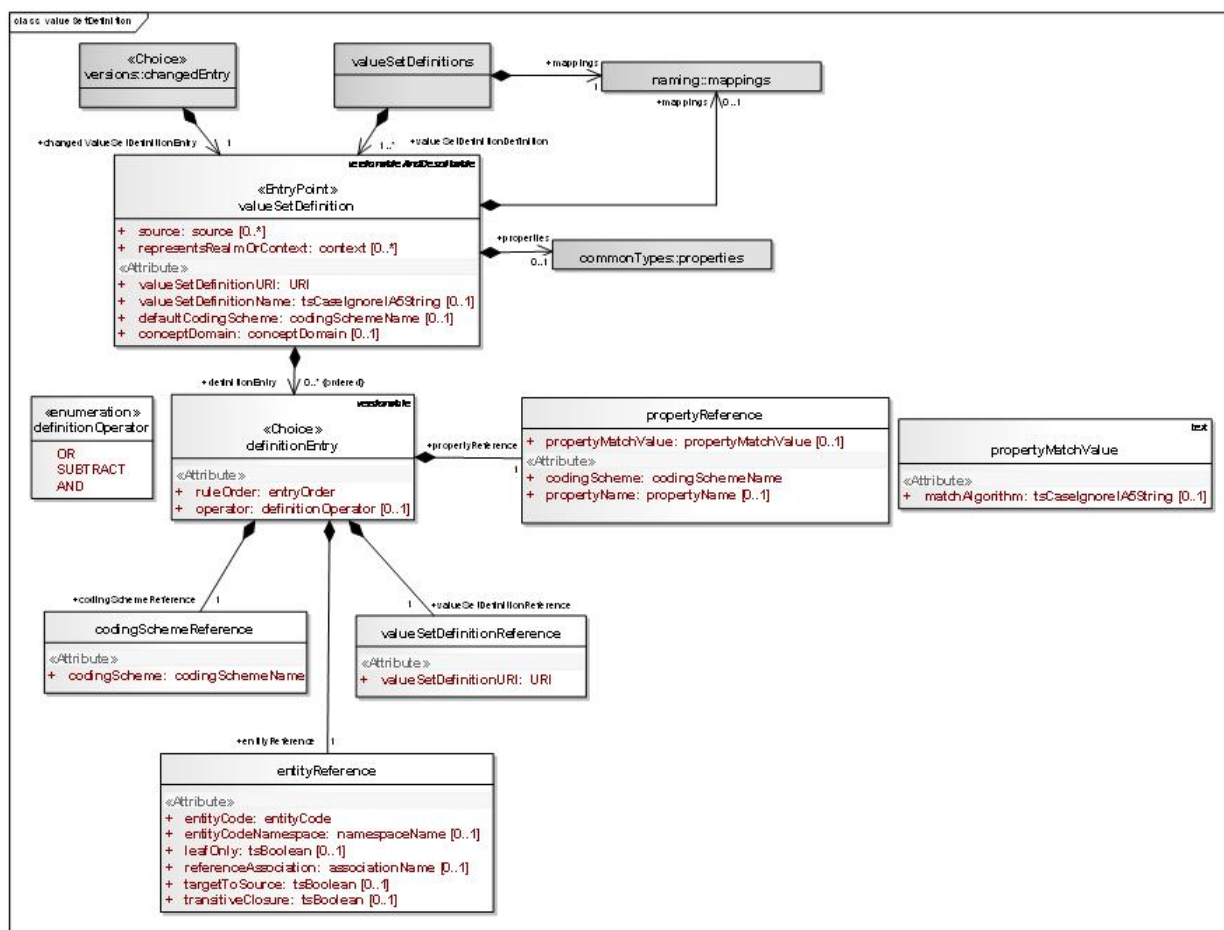 class valueSetDefinition
«Choice»
versions::changedEntry
valueSetDefinitions
+mappings
1
naming::mappings
+mappings
0..1
+changedValueSetDefinitionEntry
1
1..*
+valueSetDefinitionDefinition
versionableAndDescribable
«EntryPoint»
valueSetDefinition
+ source: source [0..*]
+ representsRealmOrContext: context [0..*]
«Attribute»
+ valueSetDefinitionURI: URI
+ valueSetDefinitionName: tsCaseIgnoreIA5String [0..1]
+ defaultCodingScheme: codingSchemeName [0..1]
+ conceptDomain: conceptDomain [0..1]
+properties
0..1
commonTypes::properties
+definitionEntry
0..* {ordered}
«enumeration»
definitionOperator
OR
SUBTRACT
AND
versionable
«Choice»
definitionEntry
«Attribute»
+ ruleOrder: entryOrder
+ operator: definitionOperator [0..1]
+propertyReference
1
propertyReference
+ propertyMatchValue: propertyMatchValue [0..1]
«Attribute»
+ codingScheme: codingSchemeName
+ propertyName: propertyName [0..1]
text
propertyMatchValue
«Attribute»
+ matchAlgorithm: tsCaseIgnoreIA5String [0..1]
+codingSchemeReference
1
codingSchemeReference
«Attribute»
+ codingScheme: codingSchemeName
1
+valueSetDefinitionReference
valueSetDefinitionReference
«Attribute»
+ valueSetDefinitionURI: URI
+entityReference
1
entityReference
«Attribute»
+ entityCode: entityCode
+ entityCodeNamespace: namespaceName [0..1]
+ leafOnly: tsBoolean [0..1]
+ referenceAssociation: associationName [0..1]
+ targetToSource: tsBoolean [0..1]
+ transitiveClosure: tsBoolean [0..1]